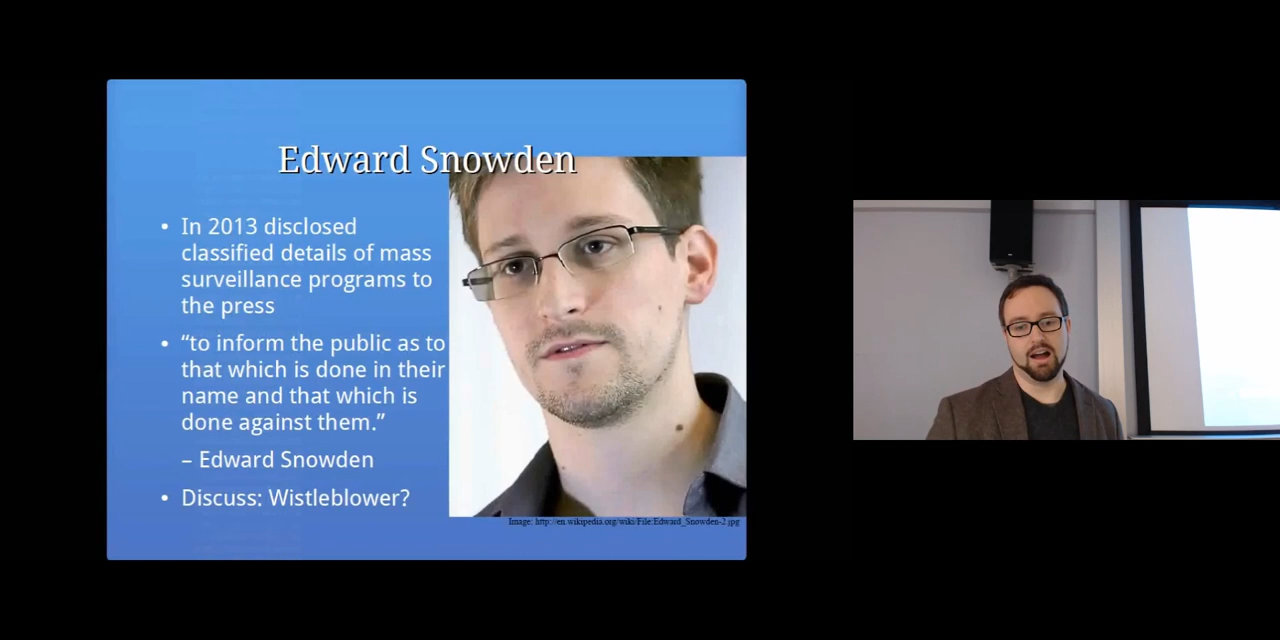 Edward Snowden
• In 2013 disclosed
classified details of mass
surveillance programs to
the press
• “to inform the public as to
that which is done in their
name and that which is
done against them.”
– Edward Snowden
• Discuss: Wistleblower?
Image: http://en.wikipedia.org/wiki/File:Edward_Snowden-2.jpg